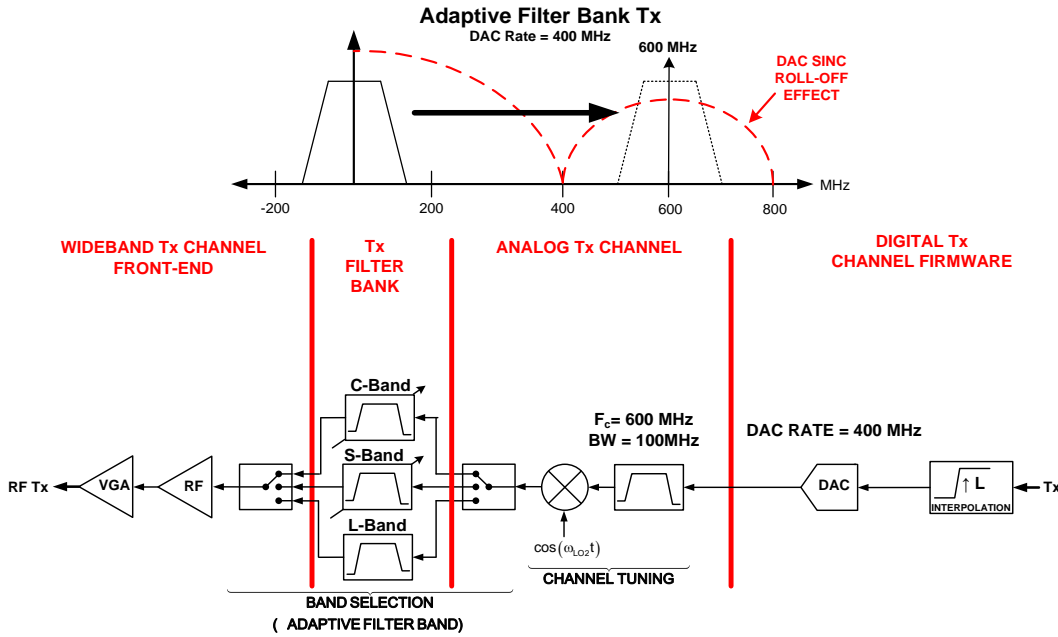 Adaptive Filter Bank Tx
DAC Rate = 400 MHz
600 MHz
DAC SINC
ROLL-OFF
EFFECT
MHz
-200
200
400
600
800
WIDEBAND Tx CHANNEL
FRONT-END
Tx
FILTER
BANK
ANALOG Tx CHANNEL
DIGITAL Tx
CHANNEL FIRMWARE
C-Band
S-Band
L-Band
Fc= 600 MHz
BW = 100MHz
DAC RATE = 400 MHz
RF Tx
VGA
RF
DAC
↑ L
INTERPOLATION
Tx
cos(ω_LO2 t)
CHANNEL TUNING
BAND SELECTION
( ADAPTIVE FILTER BAND)